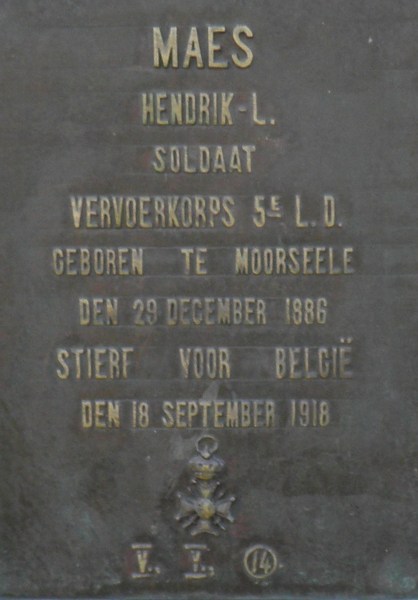 MAES
HENDRIK-L.
SOLDAAT
VERVOERKORPS 5E L.D.
GEBOREN TE MOORSEELE
DEN 29 DECEMBER 1886
STIERF VOOR BELGIË
DEN 18 SEPTEMBER 1918
V., Y., 14